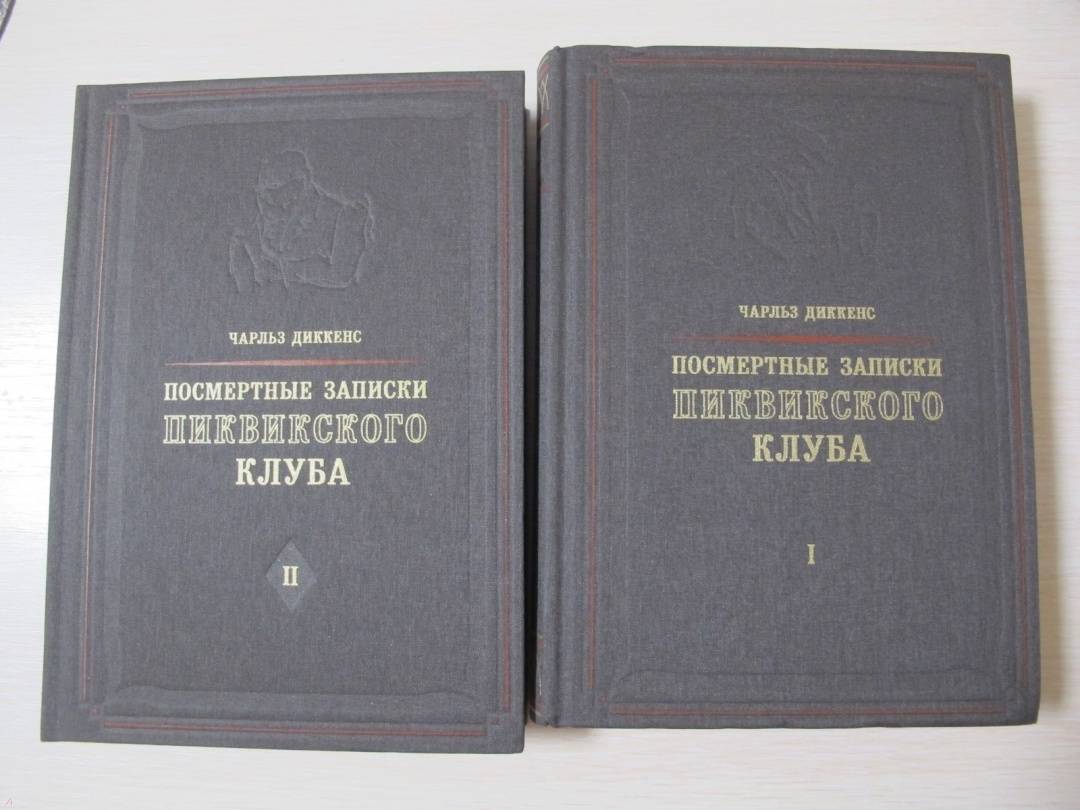 ЧАРЛЬЗ ДИККЕНС
ПОСМЕРТНЫЕ ЗАПИСКИ
ПИКВИКСКОГО
КЛУБА
II
ЧАРЛЬЗ ДИККЕНС
ПОСМЕРТНЫЕ ЗАПИСКИ
ПИКВИКСКОГО
КЛУБА
I